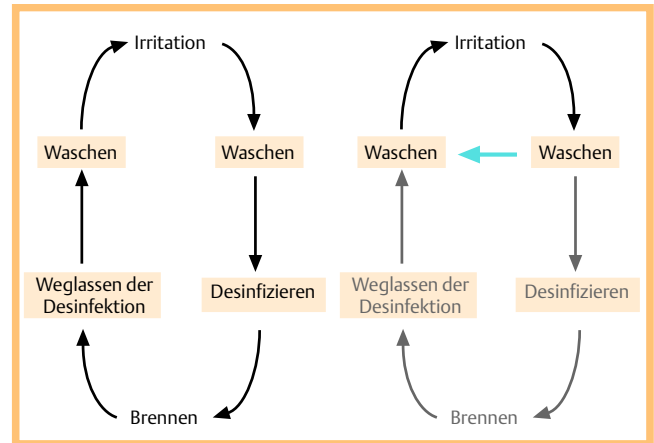 Irritation
Waschen
Waschen
Weglassen der
Desinfektion
Desinfizieren
Brennen
Irritation
Waschen
Waschen
Weglassen der
Desinfektion
Desinfizieren
Brennen